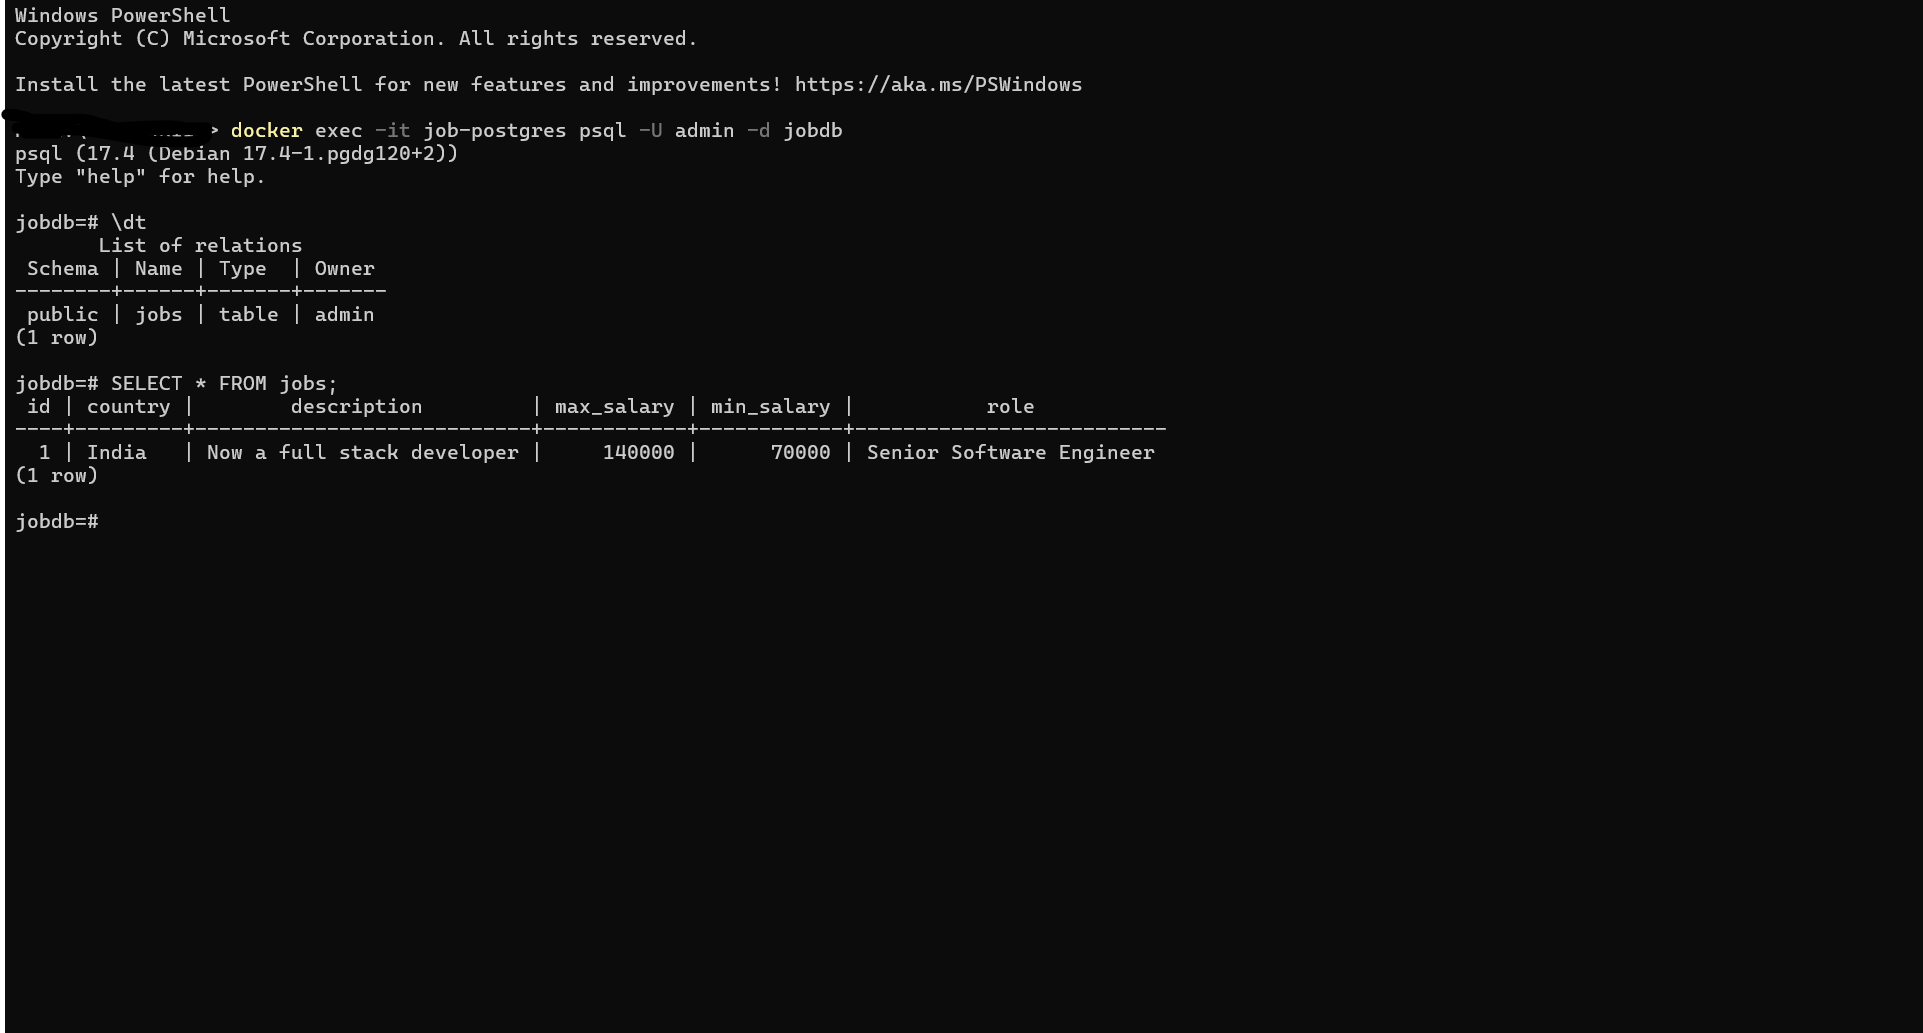 Windows PowerShell
Copyright (C) Microsoft Corporation. All rights reserved.
Install the latest PowerShell for new features and improvements! https://aka.ms/PSWindows
> docker exec -it job-postgres psql -U admin -d jobdb
psql (17.4 (Debian 17.4-1.pgdg120+2))
Type "help" for help.
jobdb=# \dt
List of relations
Schema | Name | Type | Owner
--------+------+-------+-------
public | jobs | table | admin
(1 row)
jobdb=# SELECT * FROM jobs;
id | country | description | max_salary | min_salary | role
----+---------+----------------------------+------------+------------+--------------------------
1 | India | Now a full stack developer | 140000 | 70000 | Senior Software Engineer
(1 row)
jobdb=#